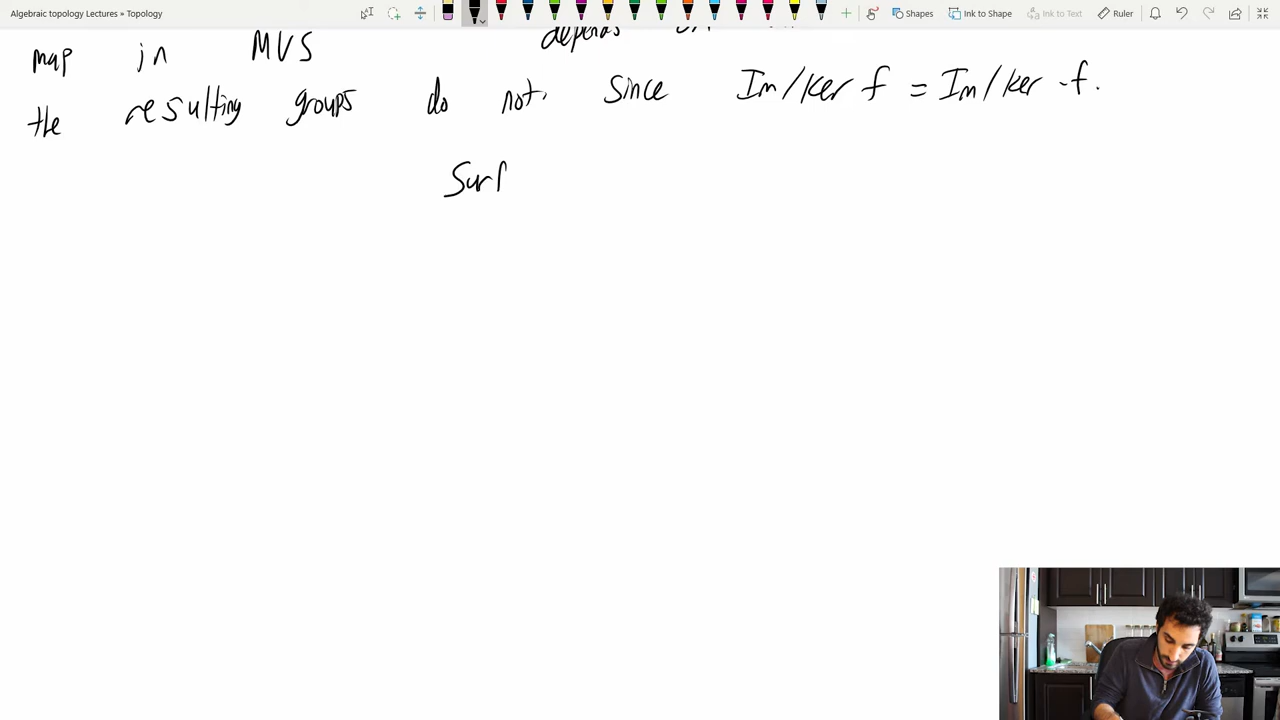 Algebraic topology Lectures » Topology
Shapes Ink to Shape Ink to Text Ruler
depends
map in MVS
the resulting groups do not, since Im/ker f = Im/ker -f.
Surf